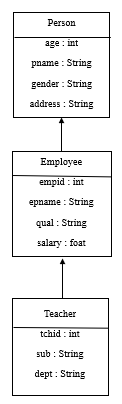 Person
age : int
pname : String
gender : String
address : String
Employee
empid : int
epname : String
qual : String
salary : foat
Teacher
tchid : int
sub : String
dept : String